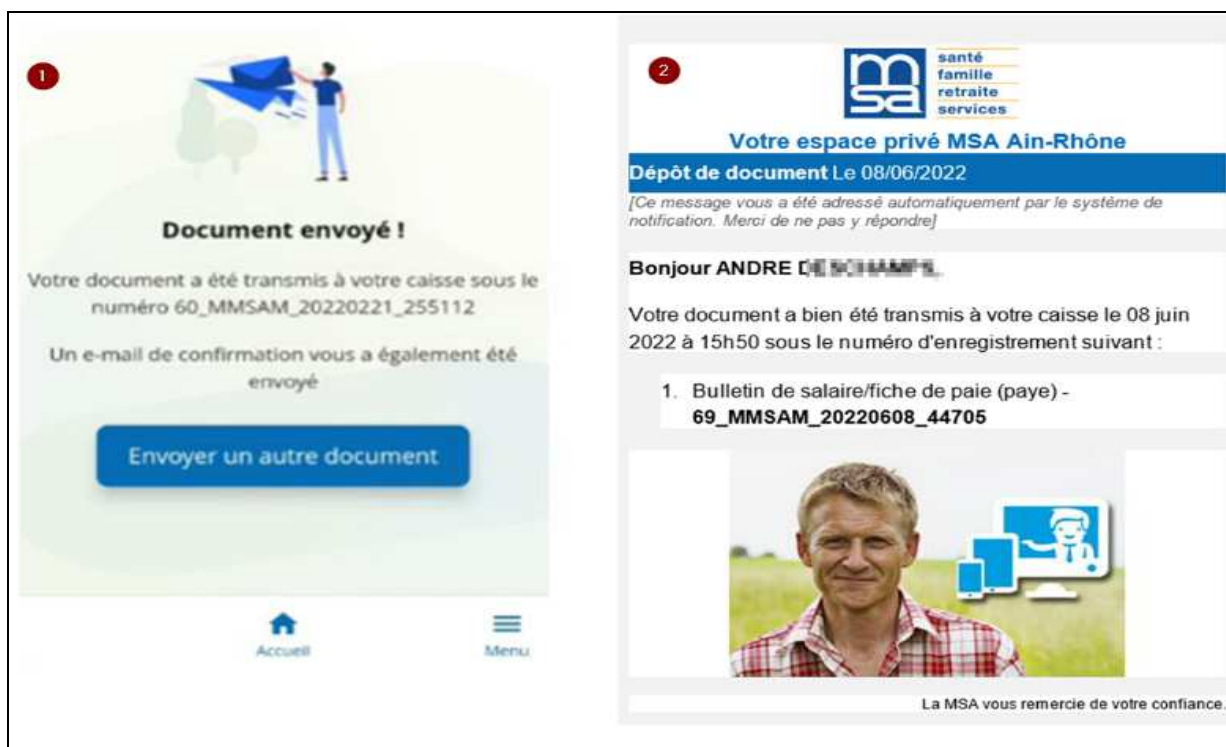 1
Document envoyé !
Votre document a été transmis à votre caisse sous le
numéro 60_MMSAM_20220221_255112
Un e-mail de confirmation vous a également été
envoyé
Envoyer un autre document
Accueil
Menu
2
msa
santé
famille
retraite
services
Votre espace privé MSA Ain-Rhône
Dépôt de document Le 08/06/2022
[Ce message vous a été adressé automatiquement par le système de
notification. Merci de ne pas y répondre]
Bonjour ANDRE
Votre document a bien été transmis à votre caisse le 08 juin
2022 à 15h50 sous le numéro d'enregistrement suivant :
1. Bulletin de salaire/fiche de paie (paye) -
69_MMSAM_20220608_44705
La MSA vous remercie de votre confiance.